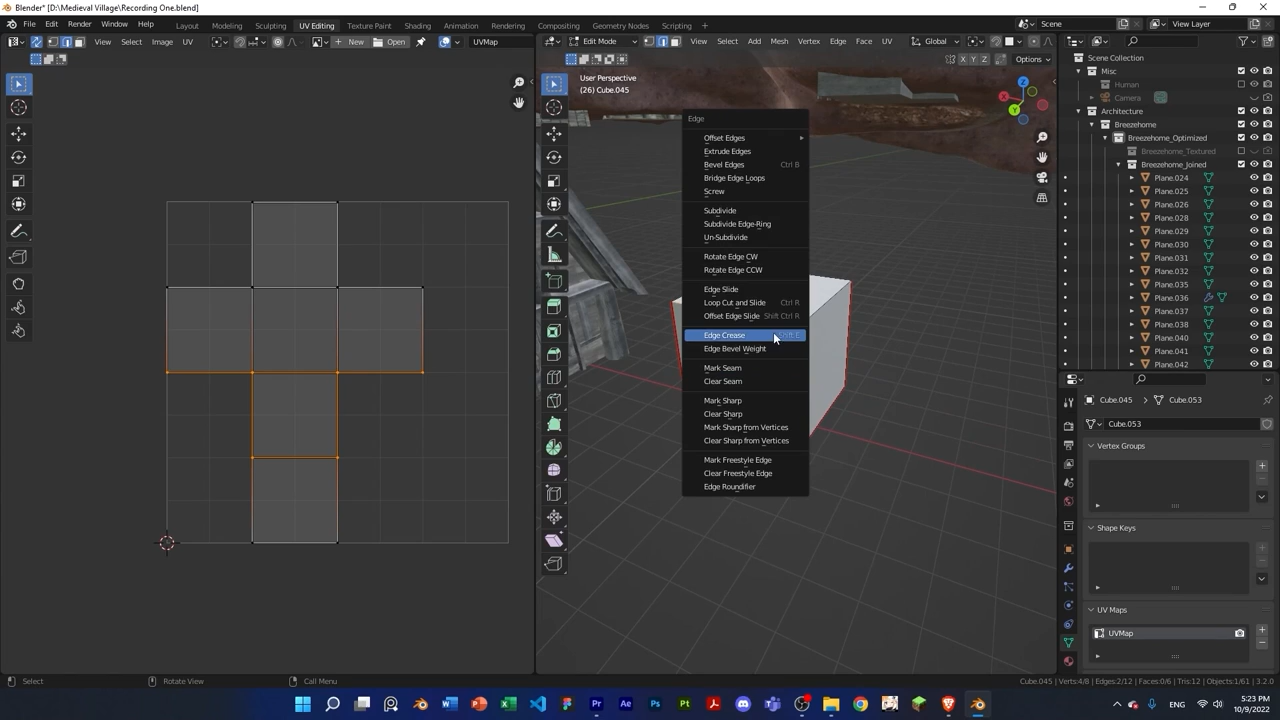 Blender* [D:\Medieval Village\Recording One.blend]
File Edit Render Window Help Layout Modeling Sculpting UV Editing Texture Paint Shading Animation Rendering Compositing Geometry Nodes Scripting + Scene View Layer
View Select Image UV New Open UVMap
Edit Mode View Select Add Mesh Vertex Edge Face UV Global
X Y Z Options
User Perspective
(26) Cube.045
Edge
Offset Edges
Extrude Edges
Bevel Edges Ctrl B
Bridge Edge Loops
Screw
Subdivide
Subdivide Edge-Ring
Un-Subdivide
Rotate Edge CW
Rotate Edge CCW
Edge Slide
Loop Cut and Slide Ctrl R
Offset Edge Slide Shift Ctrl R
Edge Crease Shift E
Edge Bevel Weight
Mark Seam
Clear Seam
Mark Sharp
Clear Sharp
Mark Sharp from Vertices
Clear Sharp from Vertices
Mark Freestyle Edge
Clear Freestyle Edge
Edge Roundifier
Z
X
Y
Scene Collection
Misc
Human
Camera
Architecture
Breezehome
Breezehome_Optimized
Breezehome_Textured
Breezehome_Joined
Plane.024
Plane.025
Plane.026
Plane.028
Plane.029
Plane.030
Plane.031
Plane.032
Plane.035
Plane.036
Plane.037
Plane.038
Plane.039
Plane.040
Plane.041
Plane.042
Cube.045 Cube.053
Cube.053
Vertex Groups
Shape Keys
UV Maps
UVMap
Select Rotate View Call Menu
Cube.045 | Verts:4/8 | Edges:2/12 | Faces:0/6 | Tris:12 | Objects:1/61 | 3.2.0
5:23 PM
10/9/2022